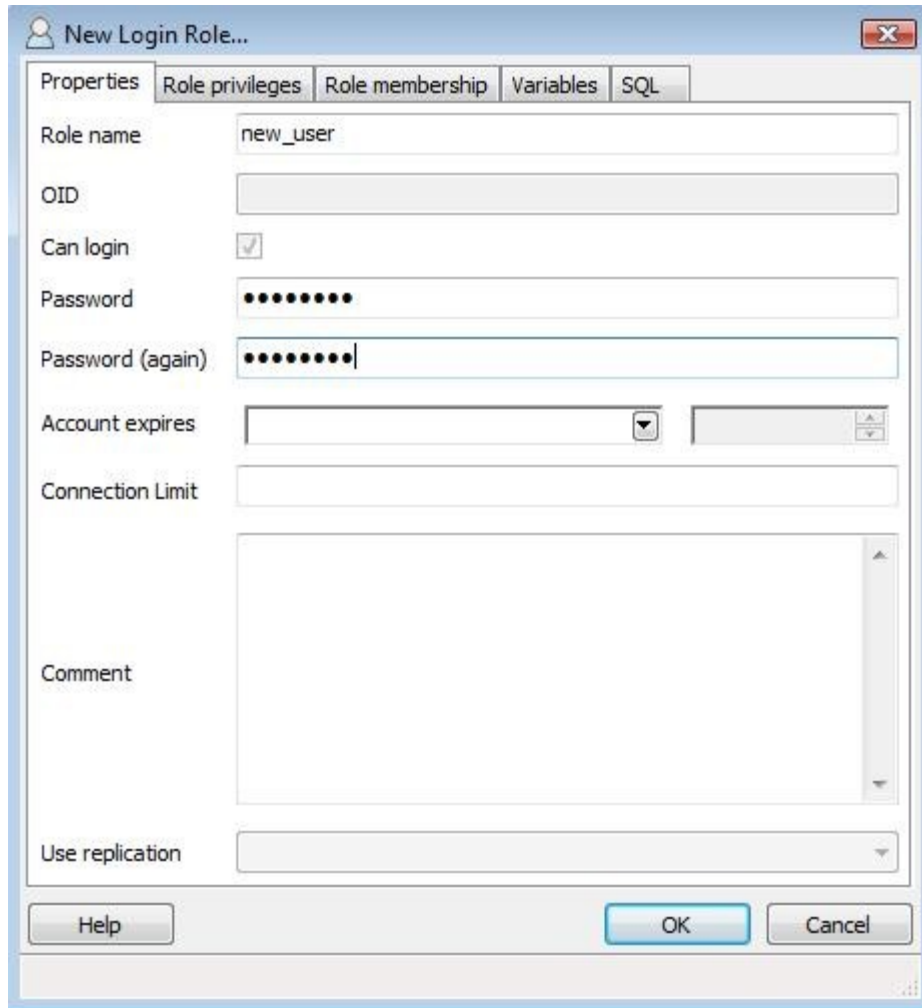 New Login Role...
Properties Role privileges Role membership Variables SQL
Role name new_user
OID
Can login
Password ••••••••
Password (again) ••••••••
Account expires
Connection Limit
Comment
Use replication
Help OK Cancel